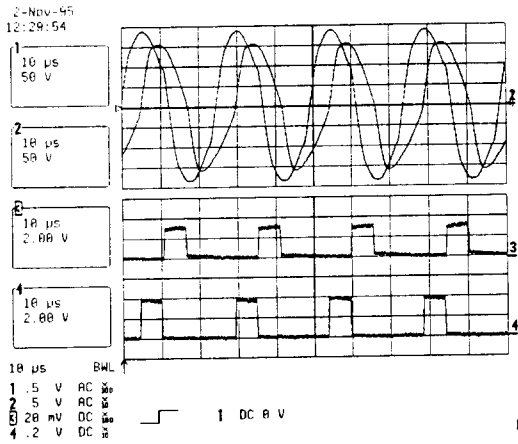 2-Nov-95
12:29:54
1
10 µs
50 V
2
10 µs
50 V
3
10 µs
2.00 V
4
10 µs
2.00 V
2
3
4
10 µs BWL
1 .5 V AC
2 5 V AC
3 20 mV DC
4 .2 V DC
1 DC 0 V